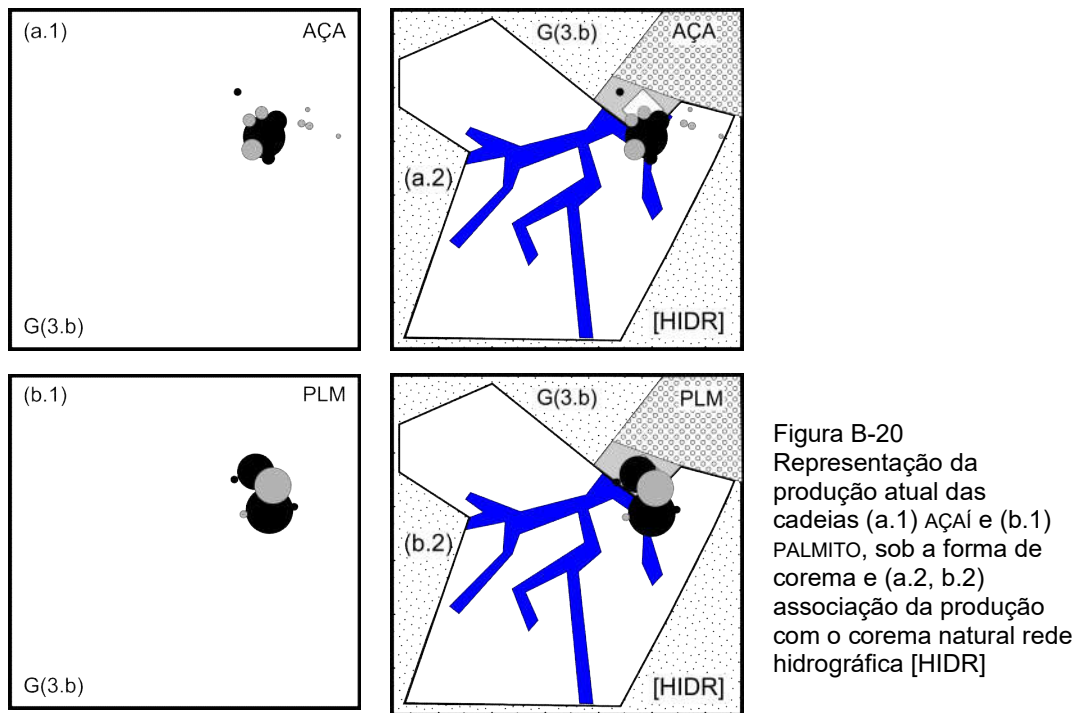 (a.1) AÇA
G(3.b)
G(3.b) AÇA
(a.2)
[HIDR]
(b.1) PLM
G(3.b)
G(3.b) PLM
(b.2)
[HIDR]
Figura B-20
Representação da
produção atual das
cadeias (a.1) AÇAÍ e (b.1)
PALMITO, sob a forma de
corema e (a.2, b.2)
associação da produção
com o corema natural rede
hidrográfica [HIDR]